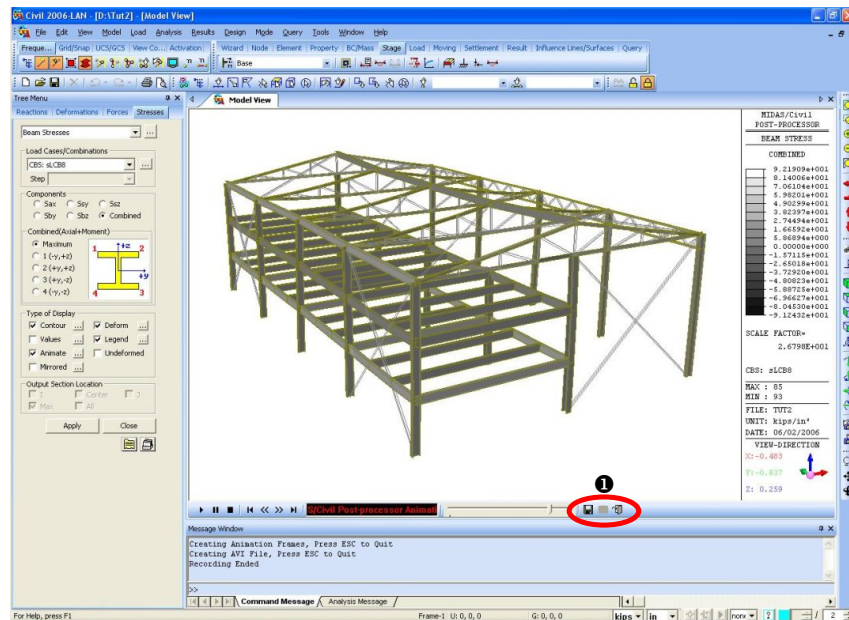 Civil 2006-LAN - [D:\Tut2] - [Model View]
File Edit View Model Load Analysis Results Design Mode Query Tools Window Help
Freque... Grid/Snap UCS/GCS View Co... Activation Wizard Node Element Property BC/Mass Stage Load Moving Settlement Result Influence Lines/Surfaces Query
Base
Tree Menu
Reactions Deformations Forces Stresses
Beam Stresses
Load Cases/Combinations
CBS: sLCB8
Step
Components
Sax Ssy Ssz
Sby Sbz Combined
Combined(Axial+Moment)
Maximum
1 (-y,+z)
2 (+y,+z)
3 (+y,-z)
4 (-y,-z)
1 +z 2
+y
4 3
Type of Display
Contour ... Deform ...
Values ... Legend ...
Animate ... Undeformed
Mirrored ...
Output Section Location
I Center J
Max All
Apply Close
Model View
MIDAS/Civil
POST-PROCESSOR
BEAM STRESS
COMBINED
9.21909e+001
8.14006e+001
7.06104e+001
5.98201e+001
4.90299e+001
3.82397e+001
2.74494e+001
1.66592e+001
5.86894e+000
0.00000e+000
-1.57115e+001
-2.65018e+001
-3.72920e+001
-4.80823e+001
-5.88725e+001
-6.96627e+001
-8.04530e+001
-9.12432e+001
SCALE FACTOR=
2.6798E+001
CBS: sLCB8
MAX : 85
MIN : 93
FILE: TUT2
UNIT: kips/in²
DATE: 06/02/2006
VIEW-DIRECTION
X:-0.483
Y:-0.837
Z: 0.259
❶
S/Civil Post-processor Animati
Message Window
Creating Animation Frames, Press ESC to Quit
Creating AVI File, Press ESC to Quit
Recording Ended
>>
Command Message Analysis Message
For Help, press F1 Frame-1 U: 0, 0, 0 G: 0, 0, 0 kips in non 2